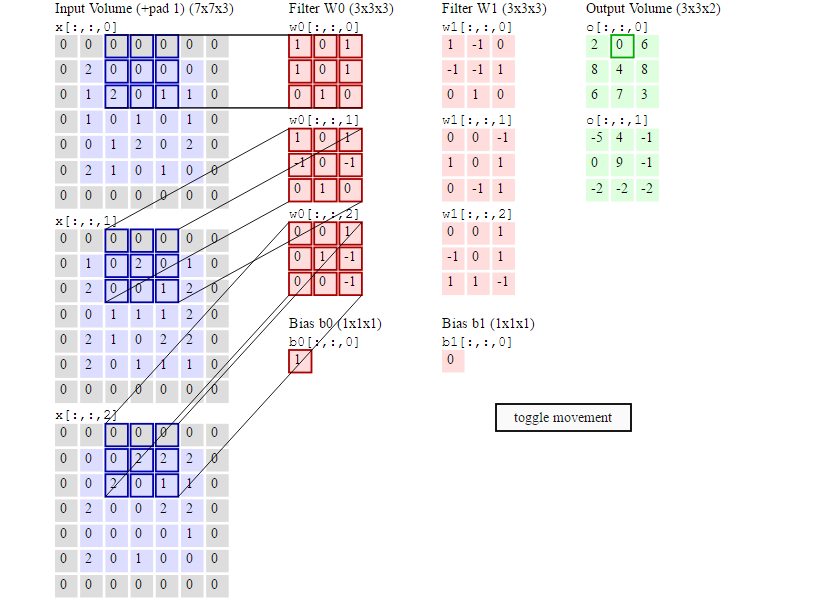 Input Volume (+pad 1) (7x7x3)
x[:,:,0]
0 0 0 0 0 0 0
0 2 0 0 0 0 0
0 1 2 0 1 1 0
0 1 0 1 0 1 0
0 0 1 2 0 2 0
0 2 1 0 1 0 0
0 0 0 0 0 0 0
x[:,:,1]
0 0 0 0 0 0 0
0 1 0 2 0 1 0
0 2 0 0 1 2 0
0 0 1 1 1 2 0
0 2 1 0 2 2 0
0 2 0 1 1 1 0
0 0 0 0 0 0 0
x[:,:,2]
0 0 0 0 0 0 0
0 0 0 2 2 2 0
0 0 2 0 1 1 0
0 2 0 0 2 2 0
0 0 0 0 0 1 0
0 2 0 1 0 0 0
0 0 0 0 0 0 0
Filter W0 (3x3x3)
w0[:,:,0]
1 0 1
1 0 1
0 1 0
w0[:,:,1]
1 0 1
-1 0 -1
0 1 0
w0[:,:,2]
0 0 1
0 1 -1
0 0 -1
Bias b0 (1x1x1)
b0[:,:,0]
1
Filter W1 (3x3x3)
w1[:,:,0]
1 -1 0
-1 -1 1
0 1 0
w1[:,:,1]
0 0 -1
1 0 1
0 -1 1
w1[:,:,2]
0 0 1
-1 0 1
1 1 -1
Bias b1 (1x1x1)
b1[:,:,0]
0
Output Volume (3x3x2)
o[:,:,0]
2 0 6
8 4 8
6 7 3
o[:,:,1]
-5 4 -1
0 9 -1
-2 -2 -2
toggle movement